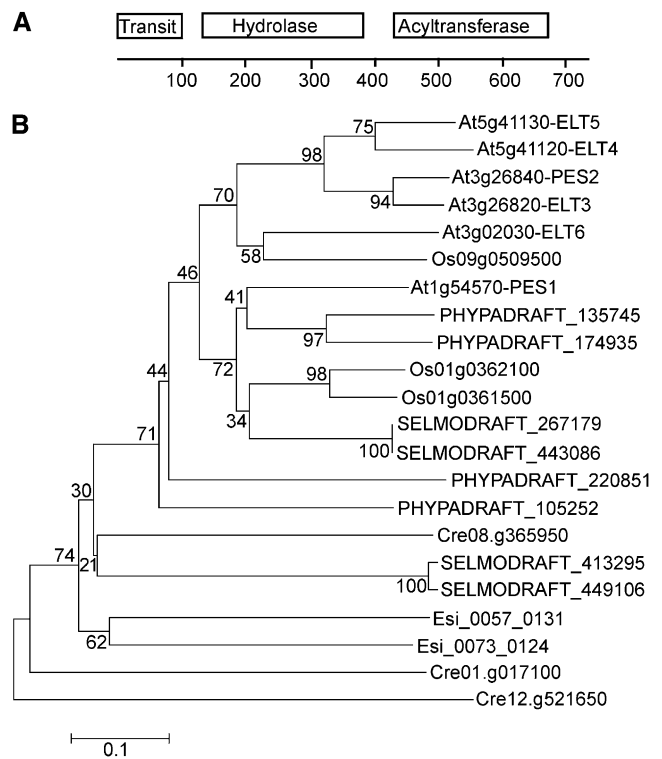 A
Transit Hydrolase Acyltransferase
100 200 300 400 500 600 700
B
75 At5g41130-ELT5
At5g41120-ELT4
98
At3g26840-PES2
94 At3g26820-ELT3
70
At3g02030-ELT6
58 Os09g0509500
46
At1g54570-PES1
41
PHYPADRAFT_135745
97 PHYPADRAFT_174935
72
98 Os01g0362100
Os01g0361500
34
SELMODRAFT_267179
100 SELMODRAFT_443086
44
PHYPADRAFT_220851
71
PHYPADRAFT_105252
30
Cre08.g365950
74 21
SELMODRAFT_413295
100 SELMODRAFT_449106
Esi_0057_0131
62 Esi_0073_0124
Cre01.g017100
Cre12.g521650
0.1